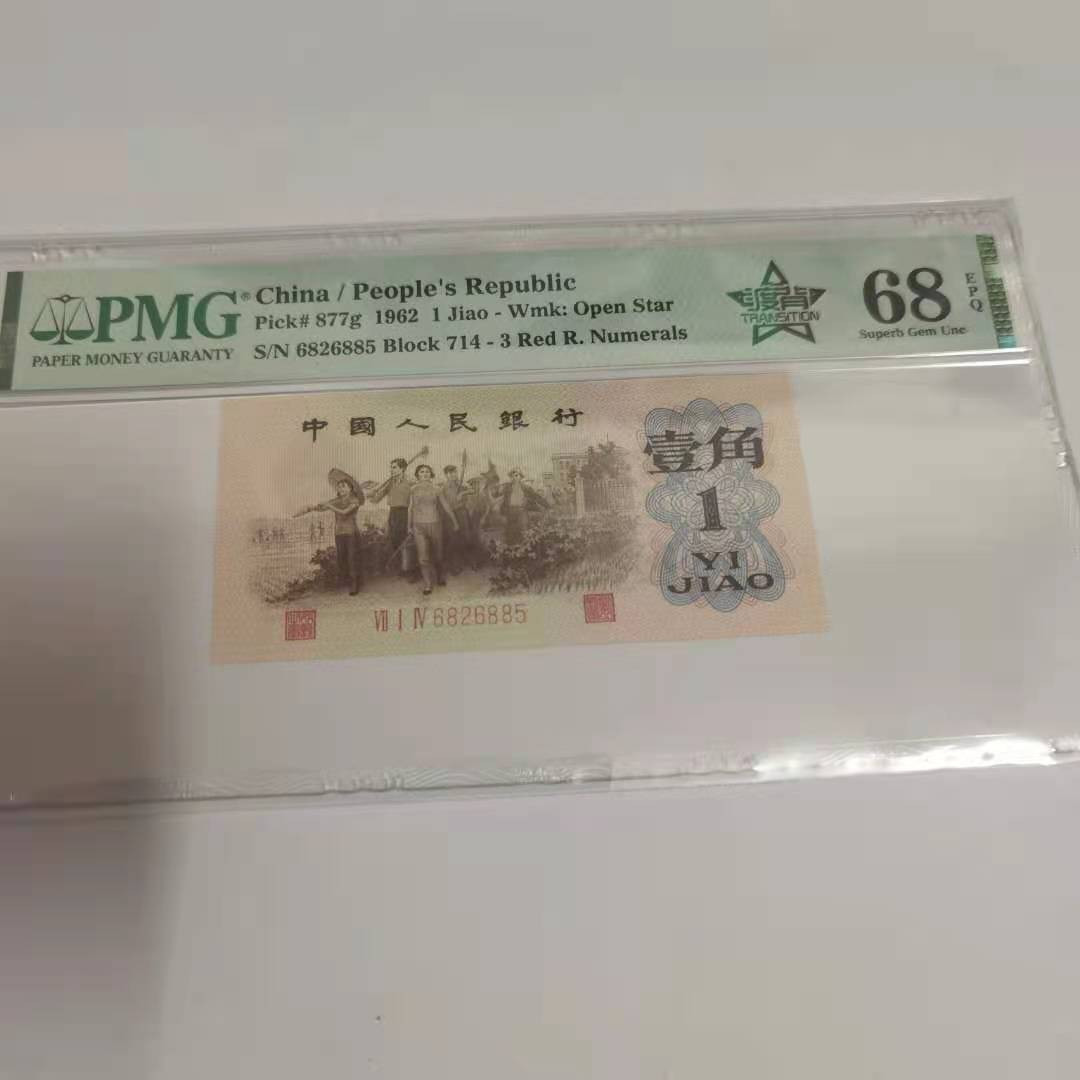 PMG®
PAPER MONEY GUARANTY
China / People's Republic
Pick# 877g 1962 1 Jiao - Wmk: Open Star
S/N 6826885 Block 714 - 3 Red R. Numerals
TRANSITION
68
EPQ
Superb Gem Unc
中國人民銀行
壹角
1
YI
JIAO
Ⅶ Ⅰ Ⅳ 6826885